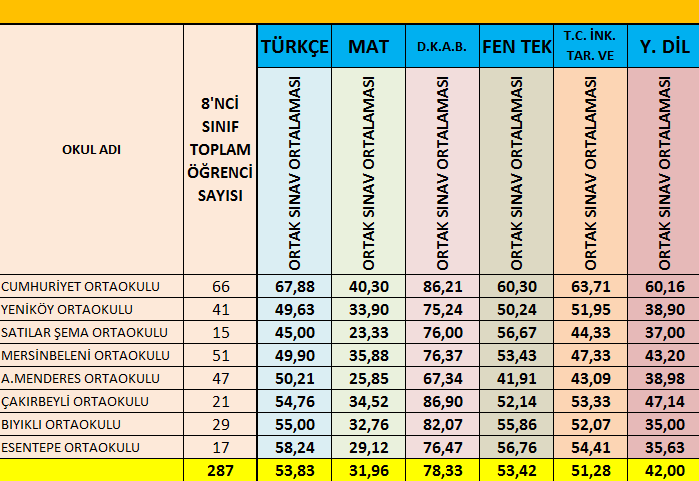 TÜRKÇE MAT D.K.A.B. FEN TEK T.C. İNK. TAR. VE Y. DİL
OKUL ADI
8'NCİ
SINIF
TOPLAM
ÖĞRENCİ
SAYISI
ORTAK SINAV ORTALAMASI
ORTAK SINAV ORTALAMASI
ORTAK SINAV ORTALAMASI
ORTAK SINAV ORTALAMASI
ORTAK SINAV ORTALAMASI
ORTAK SINAV ORTALAMASI
CUMHURİYET ORTAOKULU 66 67,88 40,30 86,21 60,30 63,71 60,16
YENİKÖY ORTAOKULU 41 49,63 33,90 75,24 50,24 51,95 38,90
SATILAR ŞEMA ORTAOKULU 15 45,00 23,33 76,00 56,67 44,33 37,00
MERSİNBELENİ ORTAOKULU 51 49,90 35,88 76,37 53,43 47,33 43,20
A.MENDERES ORTAOKULU 47 50,21 25,85 67,34 41,91 43,09 38,98
ÇAKIRBEYLİ ORTAOKULU 21 54,76 34,52 86,90 52,14 53,33 47,14
BIYIKLI ORTAOKULU 29 55,00 32,76 82,07 55,86 52,07 35,00
ESENTEPE ORTAOKULU 17 58,24 29,12 76,47 56,76 54,41 35,63
287 53,83 31,96 78,33 53,42 51,28 42,00